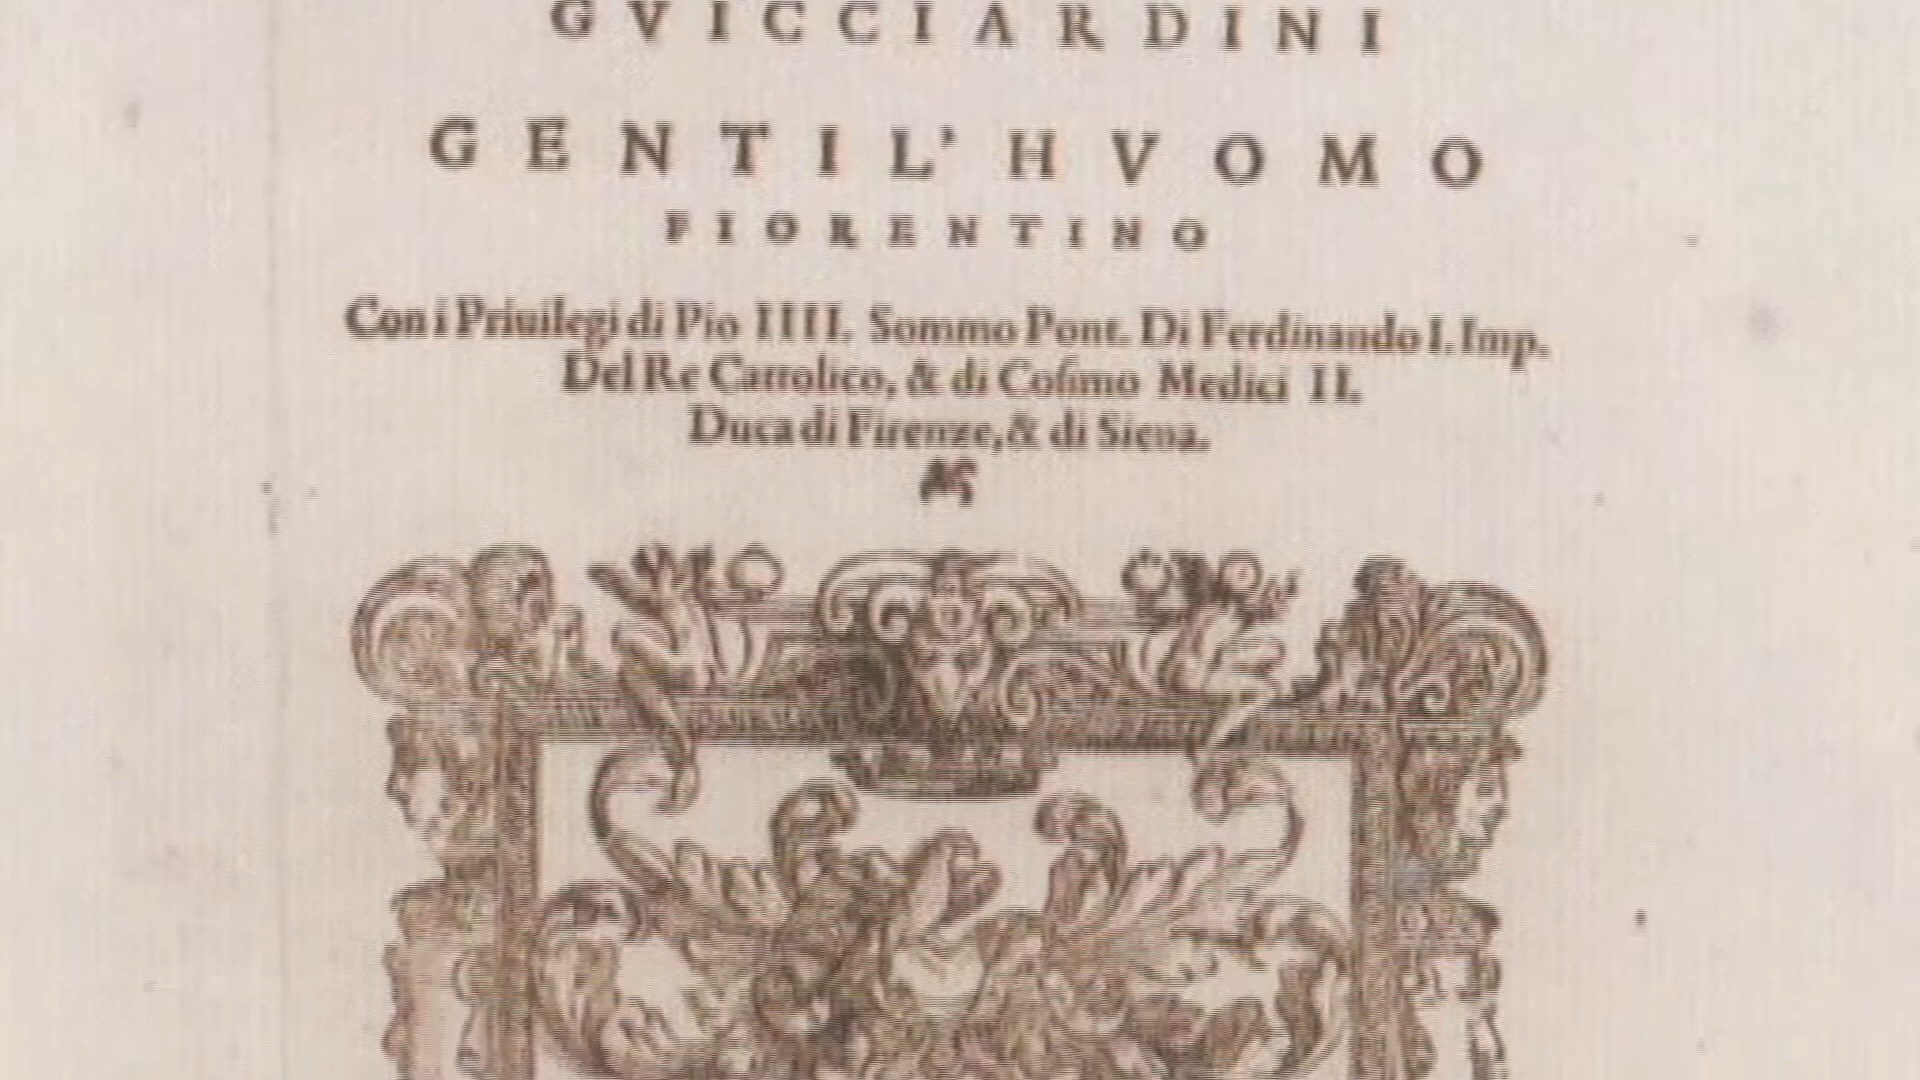 GVICCIARDINI
GENTIL'HVOMO
FIORENTINO
Con i Priuilegi di Pio IIII. Sommo Pont. Di Ferdinando I. Imp.
Del Re Cattolico, & di Cosimo Medici II.
Duca di Firenze, & di Siena.